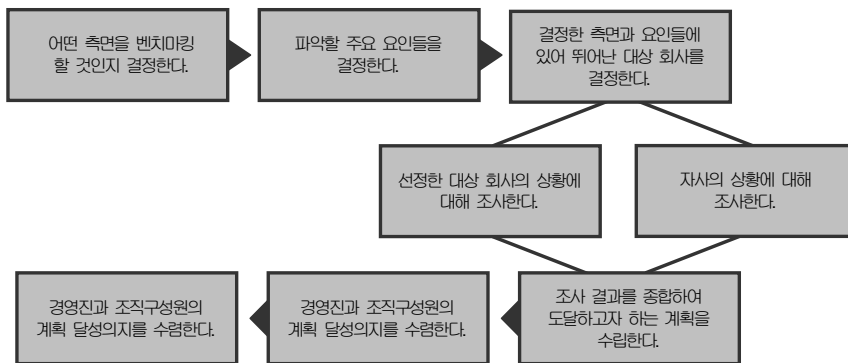 어떤 측면을 벤치마킹
할 것인지 결정한다.
파악할 주요 요인들을
결정한다.
결정한 측면과 요인들에
있어 뛰어난 대상 회사를
결정한다.
선정한 대상 회사의 상황에
대해 조사한다.
자사의 상황에 대해
조사한다.
조사 결과를 종합하여
도달하고자 하는 계획을
수립한다.
경영진과 조직구성원의
계획 달성의지를 수렴한다.
경영진과 조직구성원의
계획 달성의지를 수렴한다.